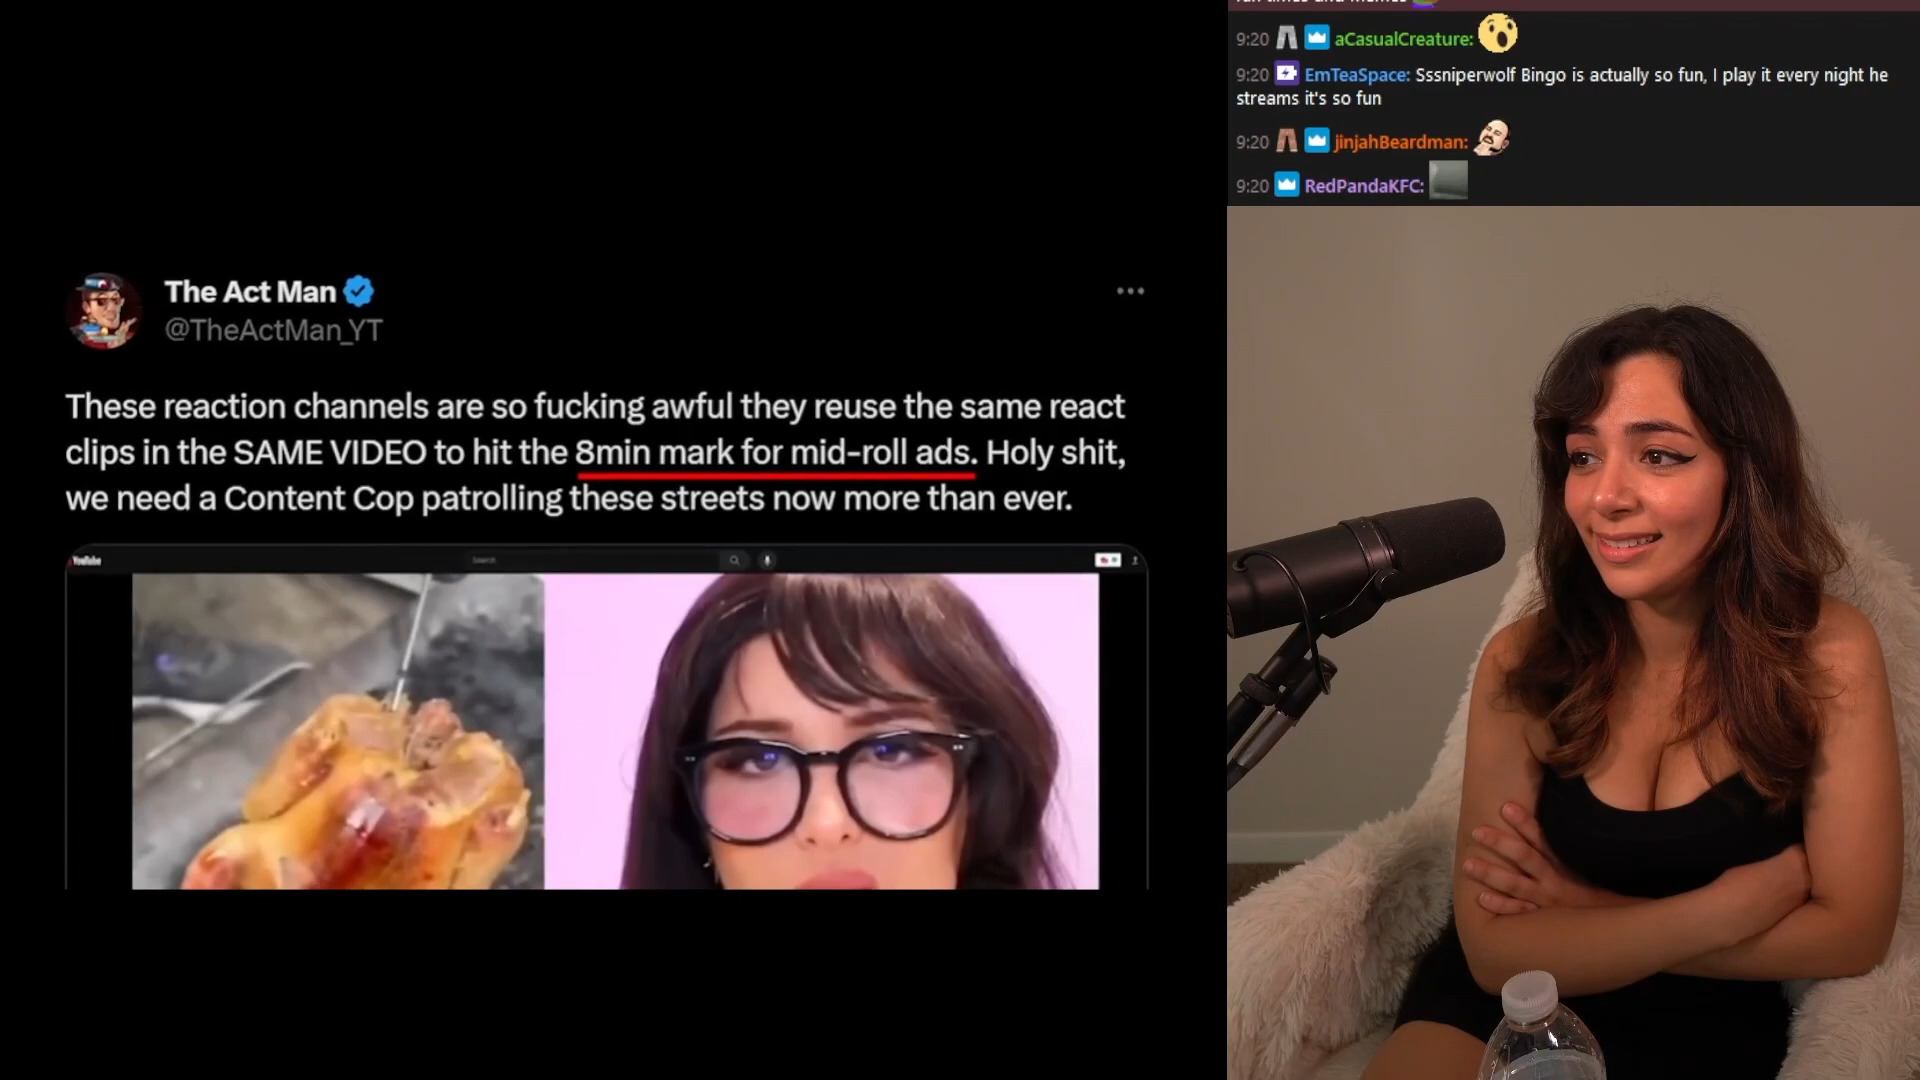 The Act Man
@TheActMan_YT
These reaction channels are so fucking awful they reuse the same react
clips in the SAME VIDEO to hit the 8min mark for mid-roll ads. Holy shit,
we need a Content Cop patrolling these streets now more than ever.
YouTube
Search
9:20 aCasualCreature:
9:20 EmTeaSpace: Sssniperwolf Bingo is actually so fun, I play it every night he
streams it's so fun
9:20 jinjahBeardman:
9:20 RedPandaKFC: